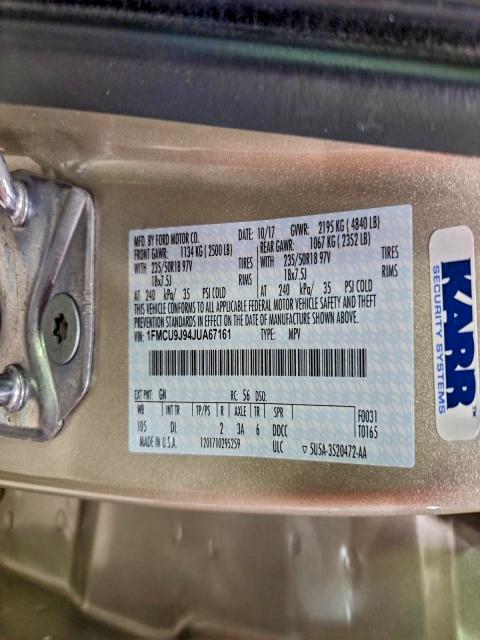 MFD. BY FORD MOTOR CO.
DATE: 10/17 GVWR: 2195 KG ( 4840 LB)
FRONT GAWR: 1134 KG ( 2500 LB) REAR GAWR: 1067 KG ( 2352 LB)
WITH 235/50R18 97V TIRES WITH 235/50R18 97V TIRES
18x7.5J RIMS 18x7.5J RIMS
AT 240 kPa/ 35 PSI COLD AT 240 kPa/ 35 PSI COLD
THIS VEHICLE CONFORMS TO ALL APPLICABLE FEDERAL MOTOR VEHICLE SAFETY AND THEFT
PREVENTION STANDARDS IN EFFECT ON THE DATE OF MANUFACTURE SHOWN ABOVE.
VIN: 1FMCU9J94JUA67161 TYPE: MPV
EXT PNT: GN RC: 56 DSO:
WB INT TR TP/PS R AXLE TR SPR F0031
105 DL 2 3A 6 DDCC T0165
MADE IN U.S.A. 1201710295259 ULC ▽ 5U5A-3520472-AA
KARR
SECURITY SYSTEMS